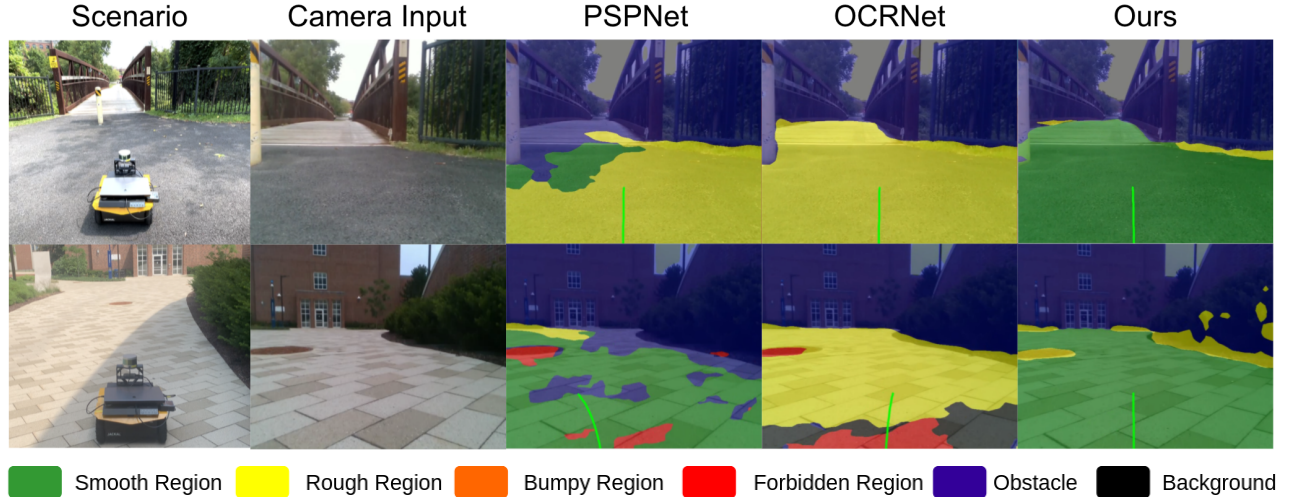 Scenario Camera Input PSPNet OCRNet Ours
Smooth Region Rough Region Bumpy Region Forbidden Region Obstacle Background